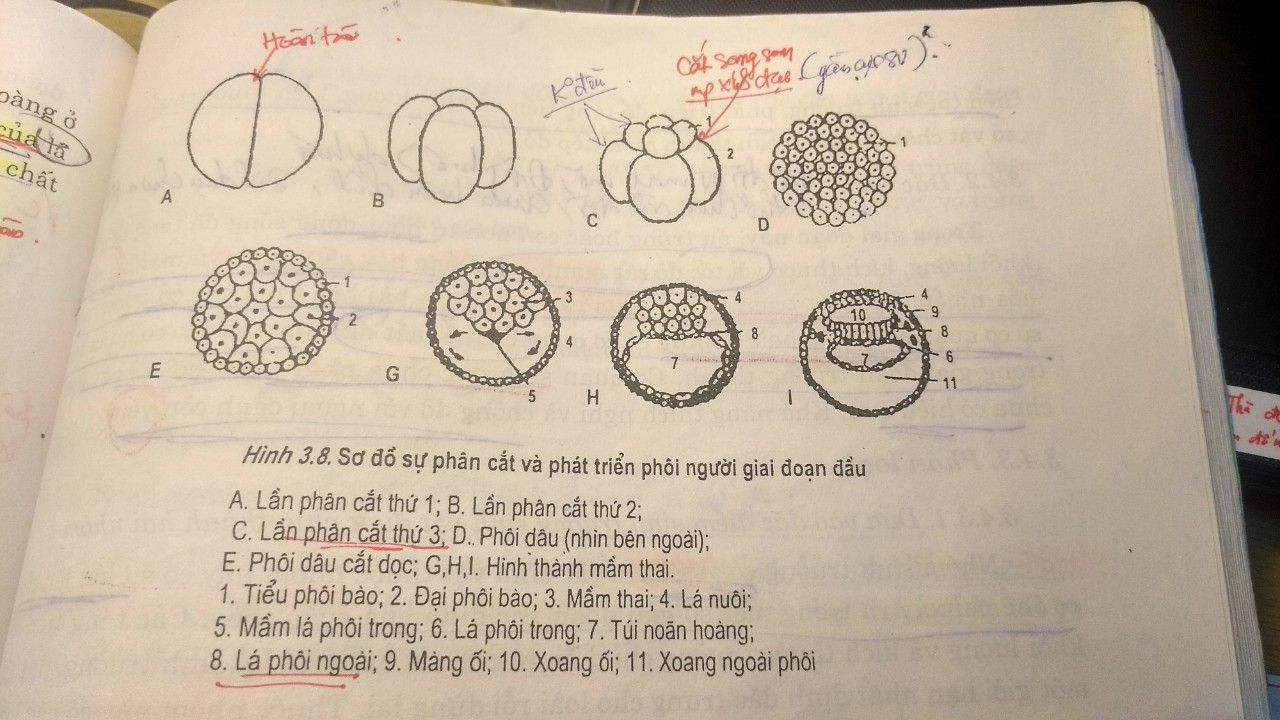 oàng ở
của là
chất
Hoàn toàn
K° đều
Cắt song song
mp xích đạo
(gần cực SV)
1
2
A
B
C
1
D
1
2
E
3
4
5
G
4
8
7
H
4
9
10
8
6
7
11
I
Hình 3.8. Sơ đồ sự phân cắt và phát triển phôi người giai đoạn đầu
A. Lần phân cắt thứ 1; B. Lần phân cắt thứ 2;
C. Lần phân cắt thứ 3; D. Phôi dâu (nhìn bên ngoài);
E. Phôi dâu cắt dọc; G,H,I. Hình thành mầm thai.
1. Tiểu phôi bào; 2. Đại phôi bào; 3. Mầm thai; 4. Lá nuôi;
5. Mầm lá phôi trong; 6. Lá phôi trong; 7. Túi noãn hoàng;
8. Lá phôi ngoài; 9. Màng ối; 10. Xoang ối; 11. Xoang ngoài phôi